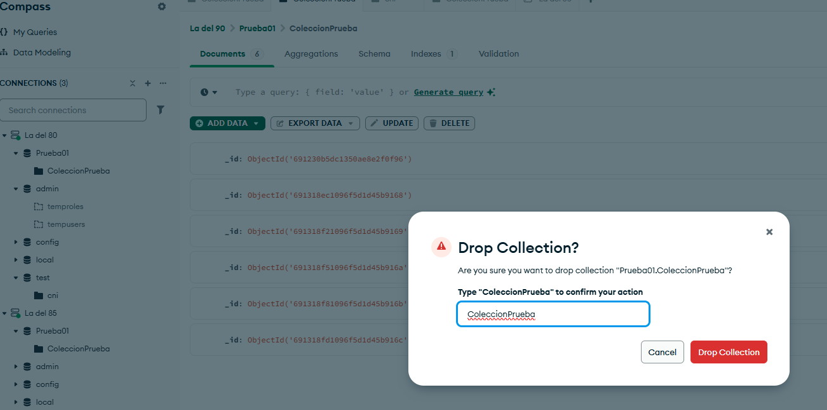 Compass
My Queries
Data Modeling
CONNECTIONS (3)
Search connections
La del 80
Prueba01
ColeccionPrueba
admin
temproles
tempusers
config
local
test
cni
La del 85
Prueba01
ColeccionPrueba
admin
config
local
La del 90 > Prueba01 > ColeccionPrueba
Documents 6 Aggregations Schema Indexes 1 Validation
Type a query: { field: 'value' } or Generate query
ADD DATA EXPORT DATA UPDATE DELETE
_id: ObjectId('691230b5dc1350ae8e2f0f96')
_id: ObjectId('691318ec1096f5d1d45b9168')
_id: ObjectId('691318f21096f5d1d45b9169'
_id: ObjectId('691318f51096f5d1d45b916a'
_id: ObjectId('691318f81096f5d1d45b916b'
_id: ObjectId('691318fd1096f5d1d45b916c'
Drop Collection?
Are you sure you want to drop collection "Prueba01.ColeccionPrueba"?
Type "ColeccionPrueba" to confirm your action
ColeccionPrueba
Cancel Drop Collection